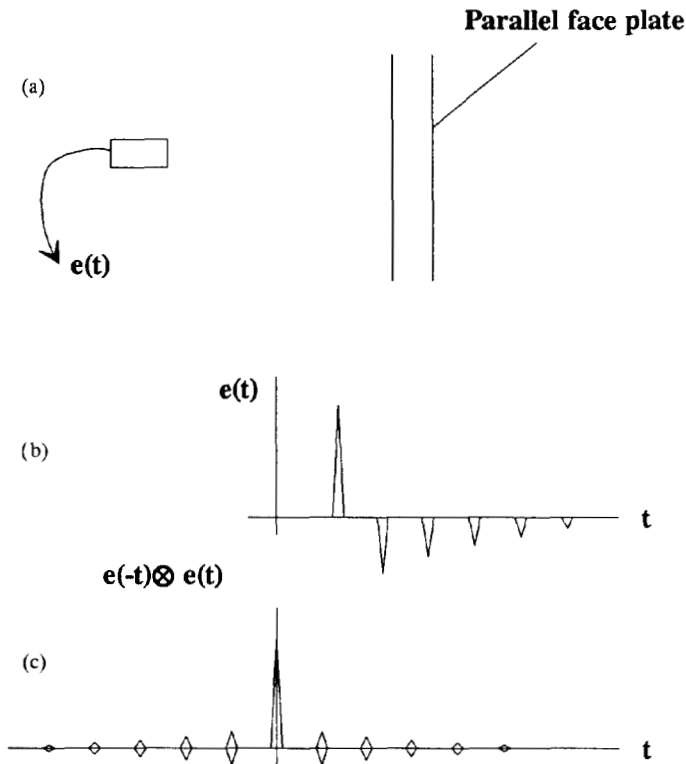 Parallel face plate
(a)
e(t)
e(t)
(b)
t
e(-t)⊗ e(t)
(c)
t